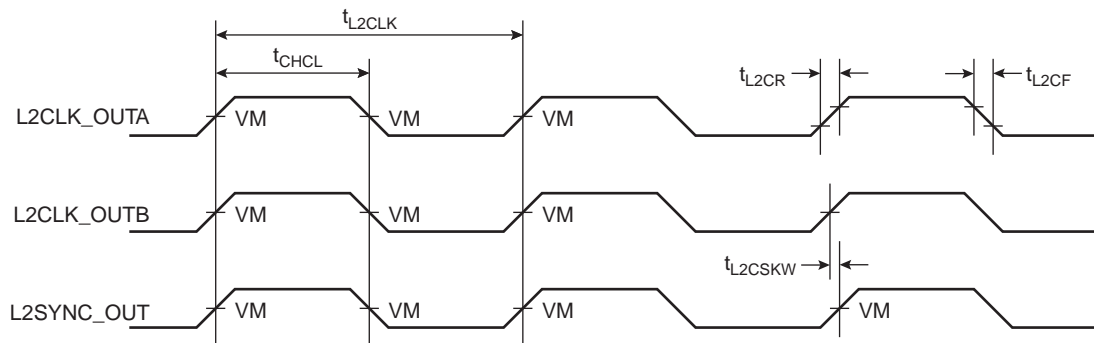 tL2CLK
tCHCL
tL2CR
tL2CF
L2CLK_OUTA VM VM VM
L2CLK_OUTB VM VM VM
tL2CSKW
L2SYNC_OUT VM VM VM VM